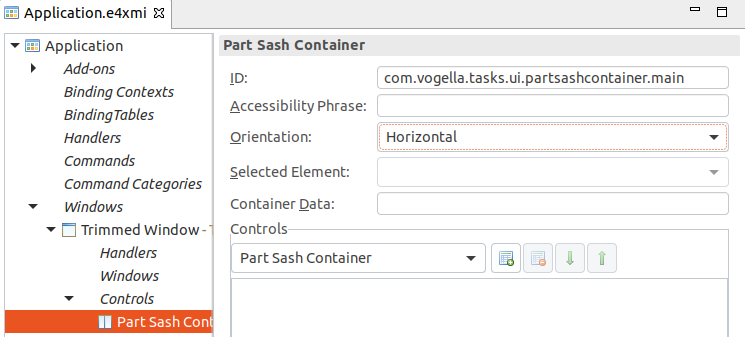 Application.e4xmi
Application
Add-ons
Binding Contexts
BindingTables
Handlers
Commands
Command Categories
Windows
Trimmed Window -
Handlers
Windows
Controls
Part Sash Cont
Part Sash Container
ID: com.vogella.tasks.ui.partsashcontainer.main
Accessibility Phrase:
Orientation: Horizontal
Selected Element:
Container Data:
Controls
Part Sash Container